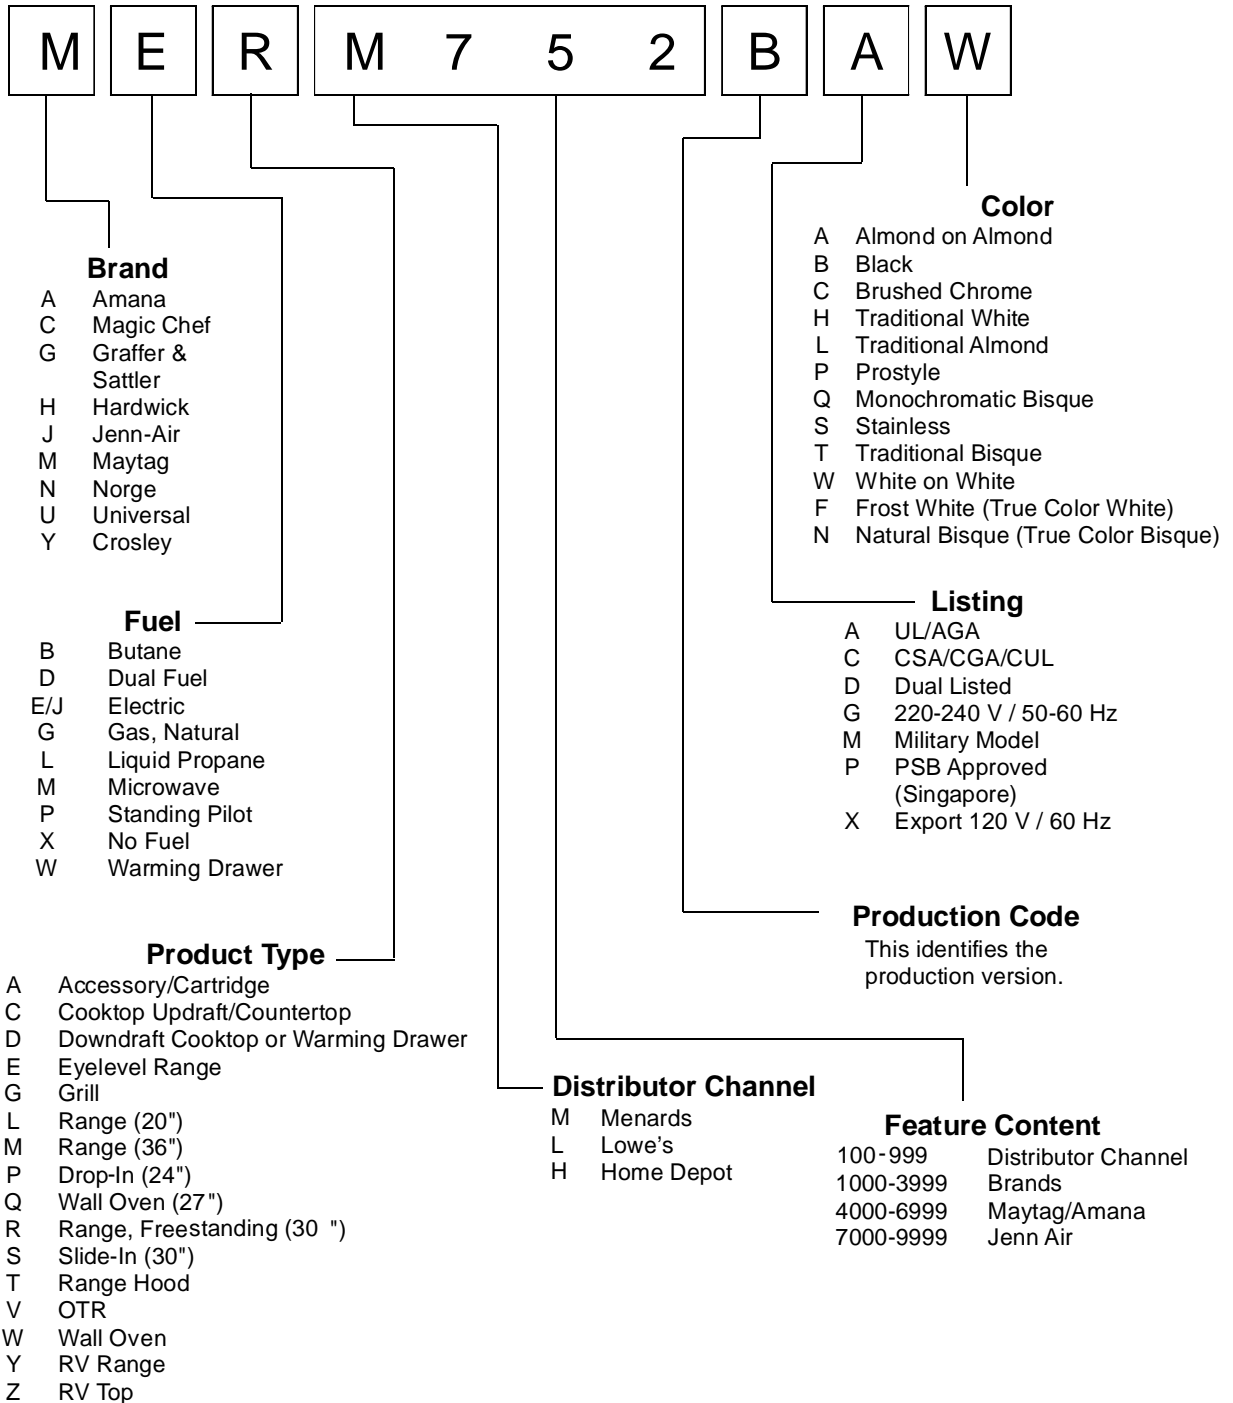 M E R M 7 5 2 B A W
Brand
A Amana
C Magic Chef
G Graffer &
Sattler
H Hardwick
J Jenn-Air
M Maytag
N Norge
U Universal
Y Crosley
Fuel
B Butane
D Dual Fuel
E/J Electric
G Gas, Natural
L Liquid Propane
M Microwave
P Standing Pilot
X No Fuel
W Warming Drawer
Product Type
A Accessory/Cartridge
C Cooktop Updraft/Countertop
D Downdraft Cooktop or Warming Drawer
E Eyelevel Range
G Grill
L Range (20")
M Range (36")
P Drop-In (24")
Q Wall Oven (27")
R Range, Freestanding (30 ")
S Slide-In (30")
T Range Hood
V OTR
W Wall Oven
Y RV Range
Z RV Top
Distributor Channel
M Menards
L Lowe's
H Home Depot
Color
A Almond on Almond
B Black
C Brushed Chrome
H Traditional White
L Traditional Almond
P Prostyle
Q Monochromatic Bisque
S Stainless
T Traditional Bisque
W White on White
F Frost White (True Color White)
N Natural Bisque (True Color Bisque)
Listing
A UL/AGA
C CSA/CGA/CUL
D Dual Listed
G 220-240 V / 50-60 Hz
M Military Model
P PSB Approved
(Singapore)
X Export 120 V / 60 Hz
Production Code
This identifies the
production version.
Feature Content
100-999 Distributor Channel
1000-3999 Brands
4000-6999 Maytag/Amana
7000-9999 Jenn Air